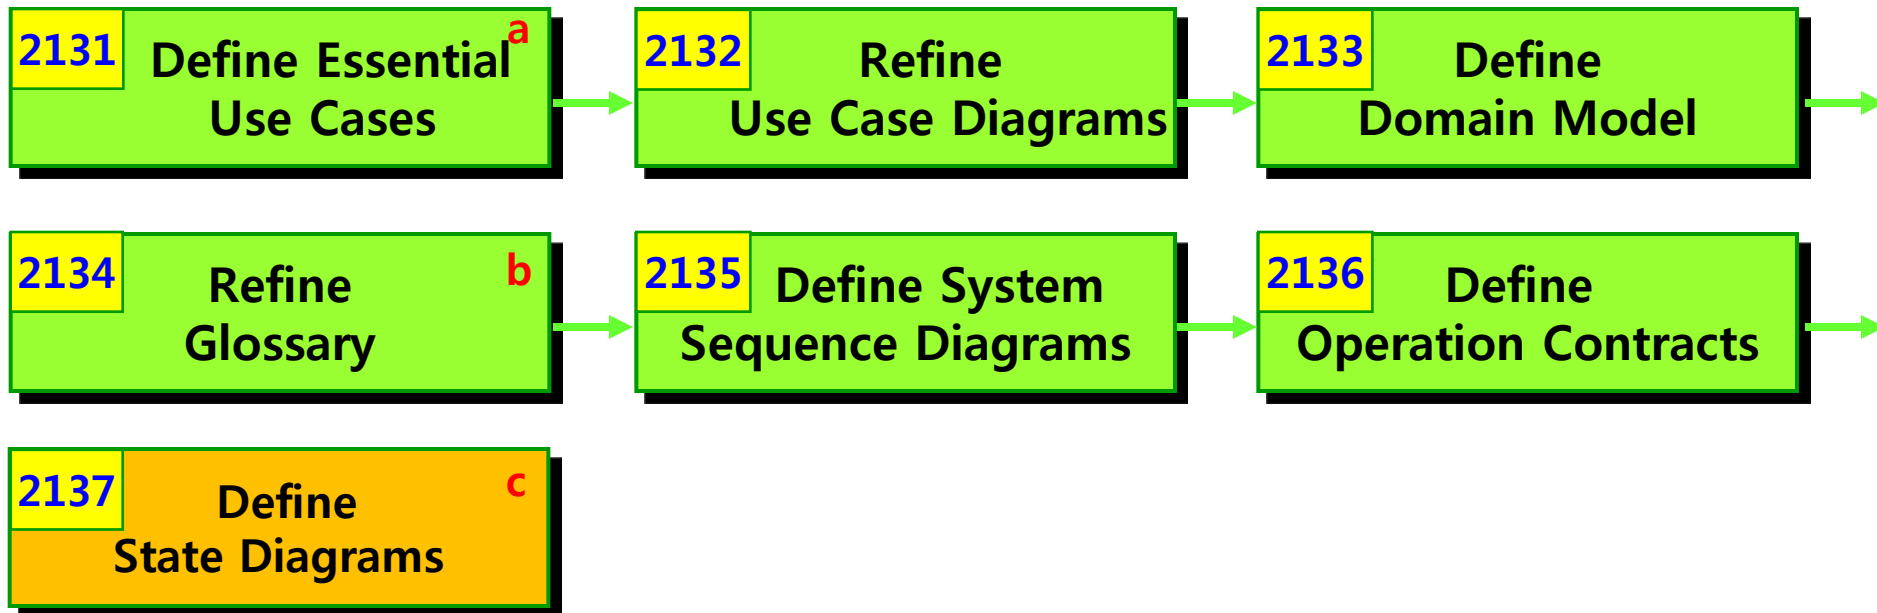 2131
a
Define Essential
Use Cases
2132
Refine
Use Case Diagrams
2133
Define
Domain Model
2134
b
Refine
Glossary
2135
Define System
Sequence Diagrams
2136
Define
Operation Contracts
2137
c
Define
State Diagrams